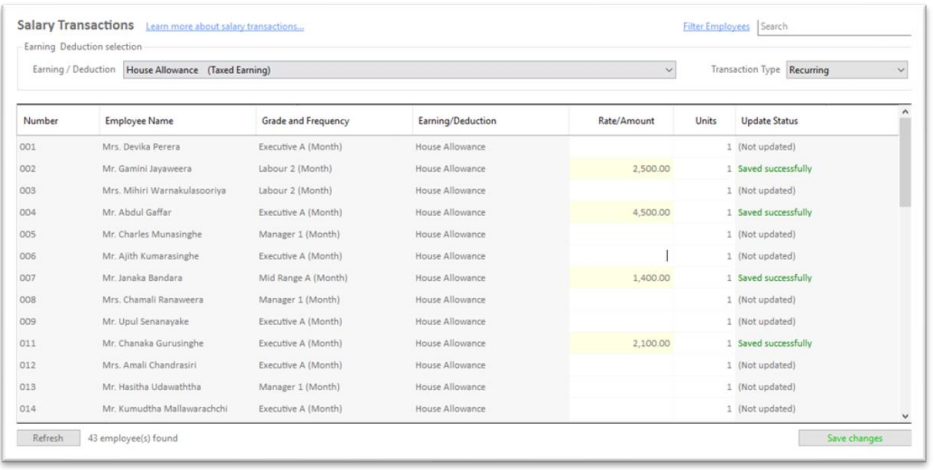 Salary Transactions Learn more about salary transactions... Filter Employees Search
Earning Deduction selection
Earning / Deduction House Allowance (Taxed Earning) Transaction Type Recurring
Number Employee Name Grade and Frequency Earning/Deduction Rate/Amount Units Update Status
001 Mrs. Devika Perera Executive A (Month) House Allowance 1 (Not updated)
002 Mr. Gamini Jayaweera Labour 2 (Month) House Allowance 2,500.00 1 Saved successfully
003 Mrs. Mihiri Warnakulasooriya Labour 2 (Month) House Allowance 1 (Not updated)
004 Mr. Abdul Gaffar Executive A (Month) House Allowance 4,500.00 1 Saved successfully
005 Mr. Charles Munasinghe Manager 1 (Month) House Allowance 1 (Not updated)
006 Mr. Ajith Kumarasinghe Executive A (Month) House Allowance 1 (Not updated)
007 Mr. Janaka Bandara Mid Range A (Month) House Allowance 1,400.00 1 Saved successfully
008 Mrs. Chamali Ranaweera Manager 1 (Month) House Allowance 1 (Not updated)
009 Mr. Upul Senanayake Executive A (Month) House Allowance 1 (Not updated)
011 Mr. Chanaka Gurusinghe Executive A (Month) House Allowance 2,100.00 1 Saved successfully
012 Mrs. Amali Chandrasiri Executive A (Month) House Allowance 1 (Not updated)
013 Mr. Hasitha Udawaththa Manager 1 (Month) House Allowance 1 (Not updated)
014 Mr. Kumudtha Mallawarachchi Executive A (Month) House Allowance 1 (Not updated)
Refresh 43 employee(s) found Save changes